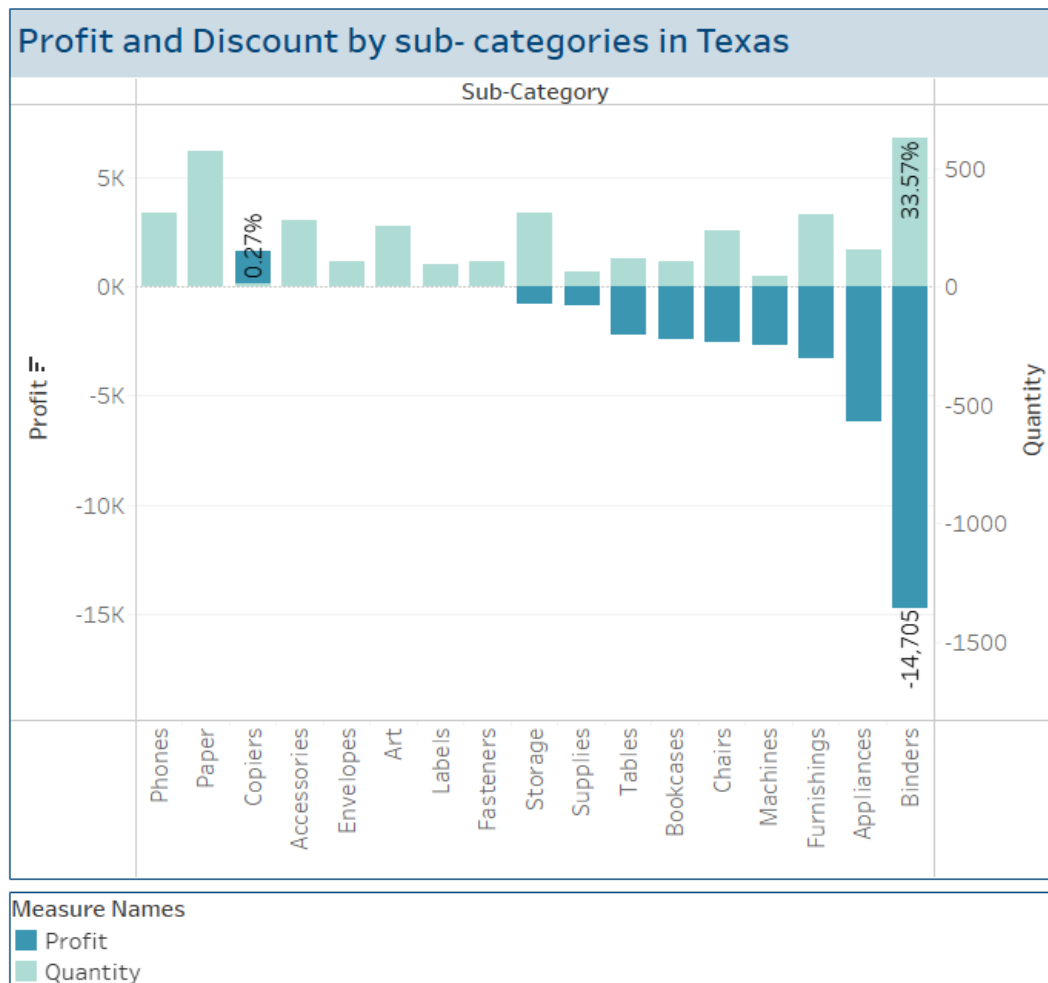 Profit and Discount by sub- categories in Texas
Sub-Category
5K
0K
-5K
-10K
-15K
Profit
0.27%
33.57%
-14,705
500
0
-500
-1000
-1500
Quantity
Phones
Paper
Copiers
Accessories
Envelopes
Art
Labels
Fasteners
Storage
Supplies
Tables
Bookcases
Chairs
Machines
Furnishings
Appliances
Binders
Measure Names
Profit
Quantity